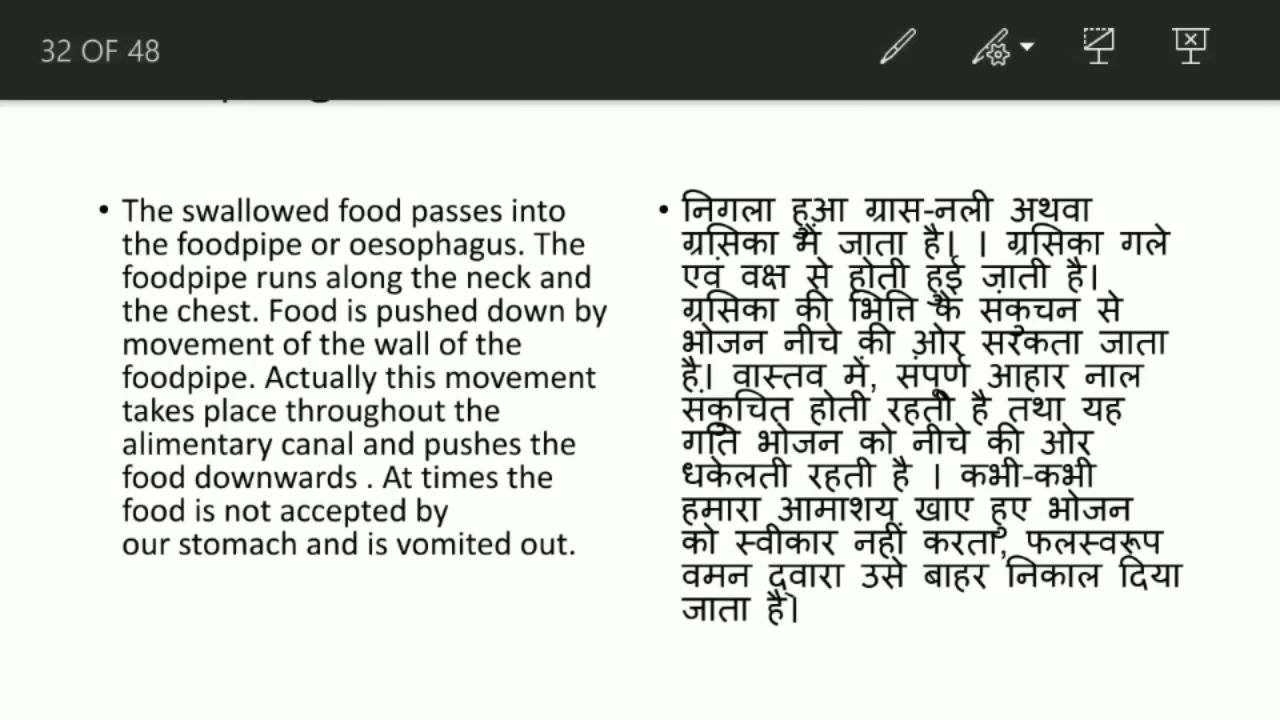 32 OF 48
• The swallowed food passes into
the foodpipe or oesophagus. The
foodpipe runs along the neck and
the chest. Food is pushed down by
movement of the wall of the
foodpipe. Actually this movement
takes place throughout the
alimentary canal and pushes the
food downwards . At times the
food is not accepted by
our stomach and is vomited out.
• निगला हुआ ग्रास-नली अथवा
ग्रसिका में जाता है। । ग्रसिका गले
एवं वक्ष से होती हुई जाती है।
ग्रसिका की भित्ति के संकुचन से
भोजन नीचे की ओर सरकता जाता
है। वास्तव में, संपूर्ण आहार नाल
संकुचित होती रहती है तथा यह
गति भोजन को नीचे की ओर
धकेलती रहती है । कभी-कभी
हमारा आमाशय खाए हुए भोजन
को स्वीकार नहीं करता, फलस्वरूप
वमन द्वारा उसे बाहर निकाल दिया
जाता है।